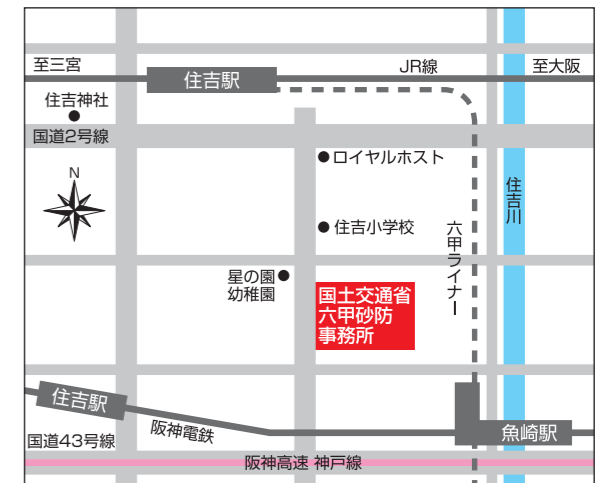 至三宮
JR線
至大阪
住吉駅
住吉神社
国道2号線
N
ロイヤルホスト
住吉川
住吉小学校
六甲ライナー
星の園
幼稚園
国土交通省
六甲砂防
事務所
住吉駅
阪神電鉄
魚崎駅
国道43号線
阪神高速 神戸線